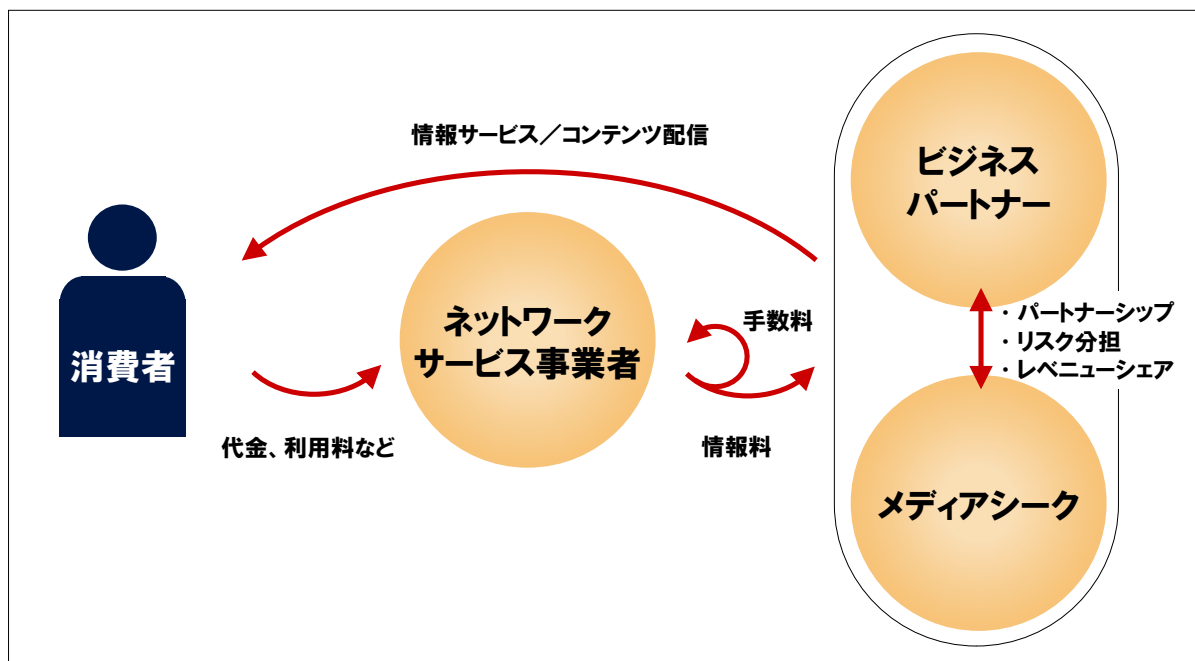 情報サービス／コンテンツ配信
ビジネス
パートナー
ネットワーク
サービス事業者
手数料
・パートナーシップ
・リスク分担
・レベニューシェア
消費者
代金、利用料など
情報料
メディアシーク